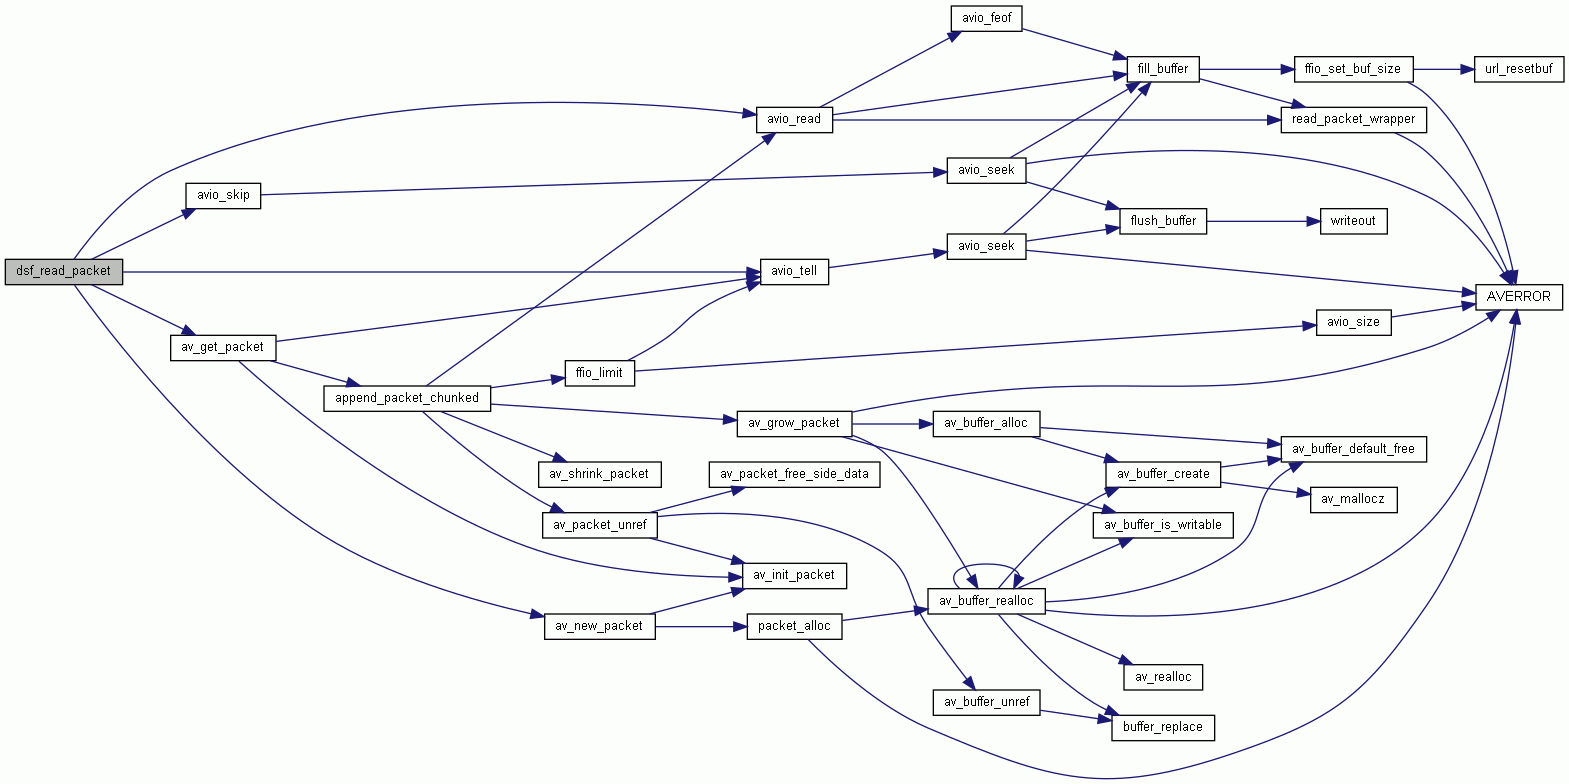 avio_feof
fill_buffer
ffio_set_buf_size
url_resetbuf
avio_read
read_packet_wrapper
avio_seek
avio_skip
flush_buffer
writeout
avio_seek
dsf_read_packet
avio_tell
AVERROR
avio_size
av_get_packet
ffio_limit
append_packet_chunked
av_grow_packet
av_buffer_alloc
av_buffer_default_free
av_shrink_packet
av_packet_free_side_data
av_buffer_create
av_mallocz
av_packet_unref
av_buffer_is_writable
av_init_packet
av_buffer_realloc
av_new_packet
packet_alloc
av_realloc
av_buffer_unref
buffer_replace